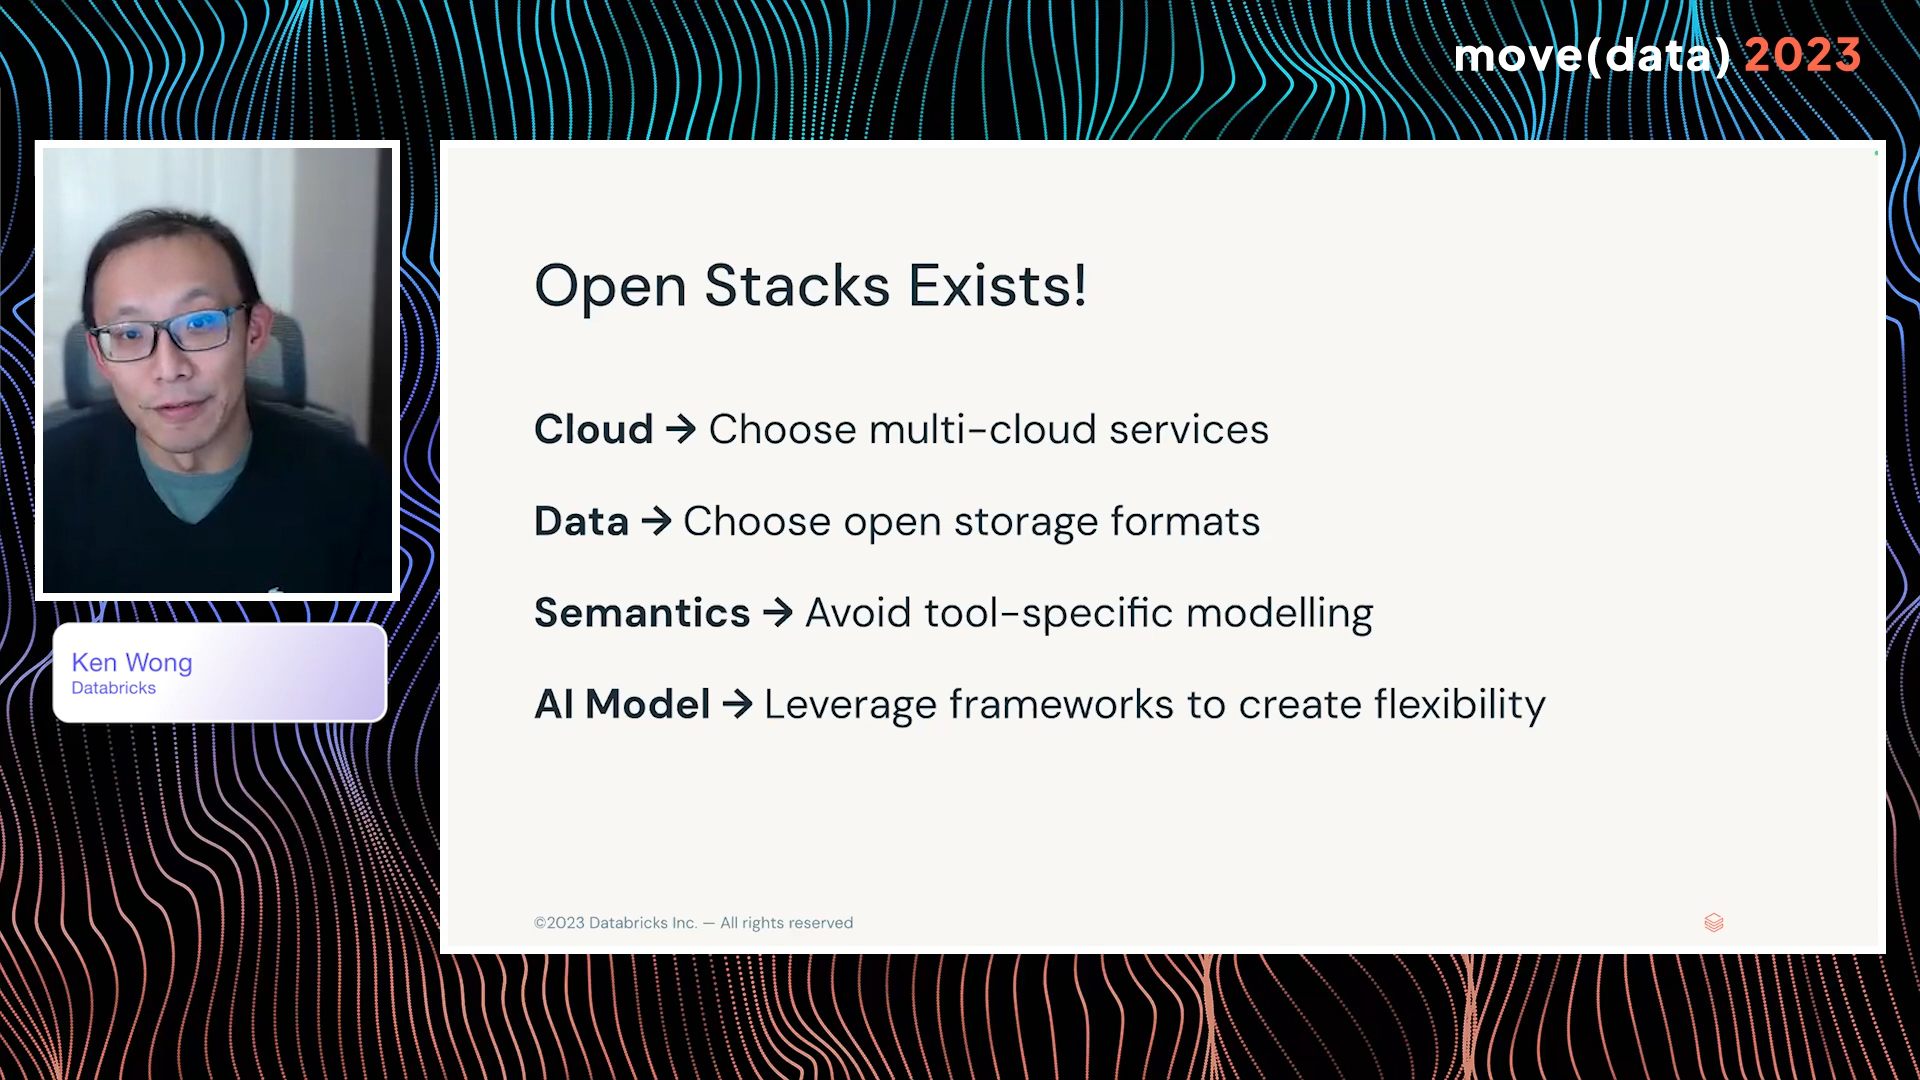 move(data) 2023
Open Stacks Exists!
Cloud → Choose multi-cloud services
Data → Choose open storage formats
Semantics → Avoid tool-specific modelling
AI Model → Leverage frameworks to create flexibility
©2023 Databricks Inc. — All rights reserved
Ken Wong
Databricks